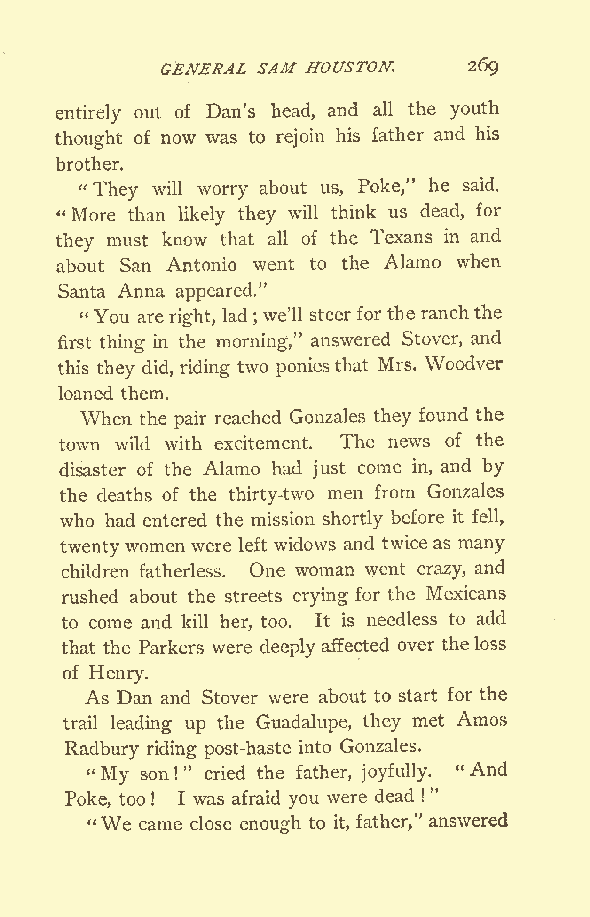 GENERAL SAM HOUSTON. 269
entirely out of Dan's head, and all the youth
thought of now was to rejoin his father and his
brother.
"They will worry about us, Poke," he said.
"More than likely they will think us dead, for
they must know that all of the Texans in and
about San Antonio went to the Alamo when
Santa Anna appeared."
"You are right, lad; we'll steer for the ranch the
first thing in the morning," answered Stover, and
this they did, riding two ponies that Mrs. Woodver
loaned them.
When the pair reached Gonzales they found the
town wild with excitement. The news of the
disaster of the Alamo had just come in, and by
the deaths of the thirty-two men from Gonzales
who had entered the mission shortly before it fell,
twenty women were left widows and twice as many
children fatherless. One woman went crazy, and
rushed about the streets crying for the Mexicans
to come and kill her, too. It is needless to add
that the Parkers were deeply affected over the loss
of Henry.
As Dan and Stover were about to start for the
trail leading up the Guadalupe, they met Amos
Radbury riding post-haste into Gonzales.
"My son!" cried the father, joyfully. "And
Poke, too! I was afraid you were dead!"
"We came close enough to it, father," answered